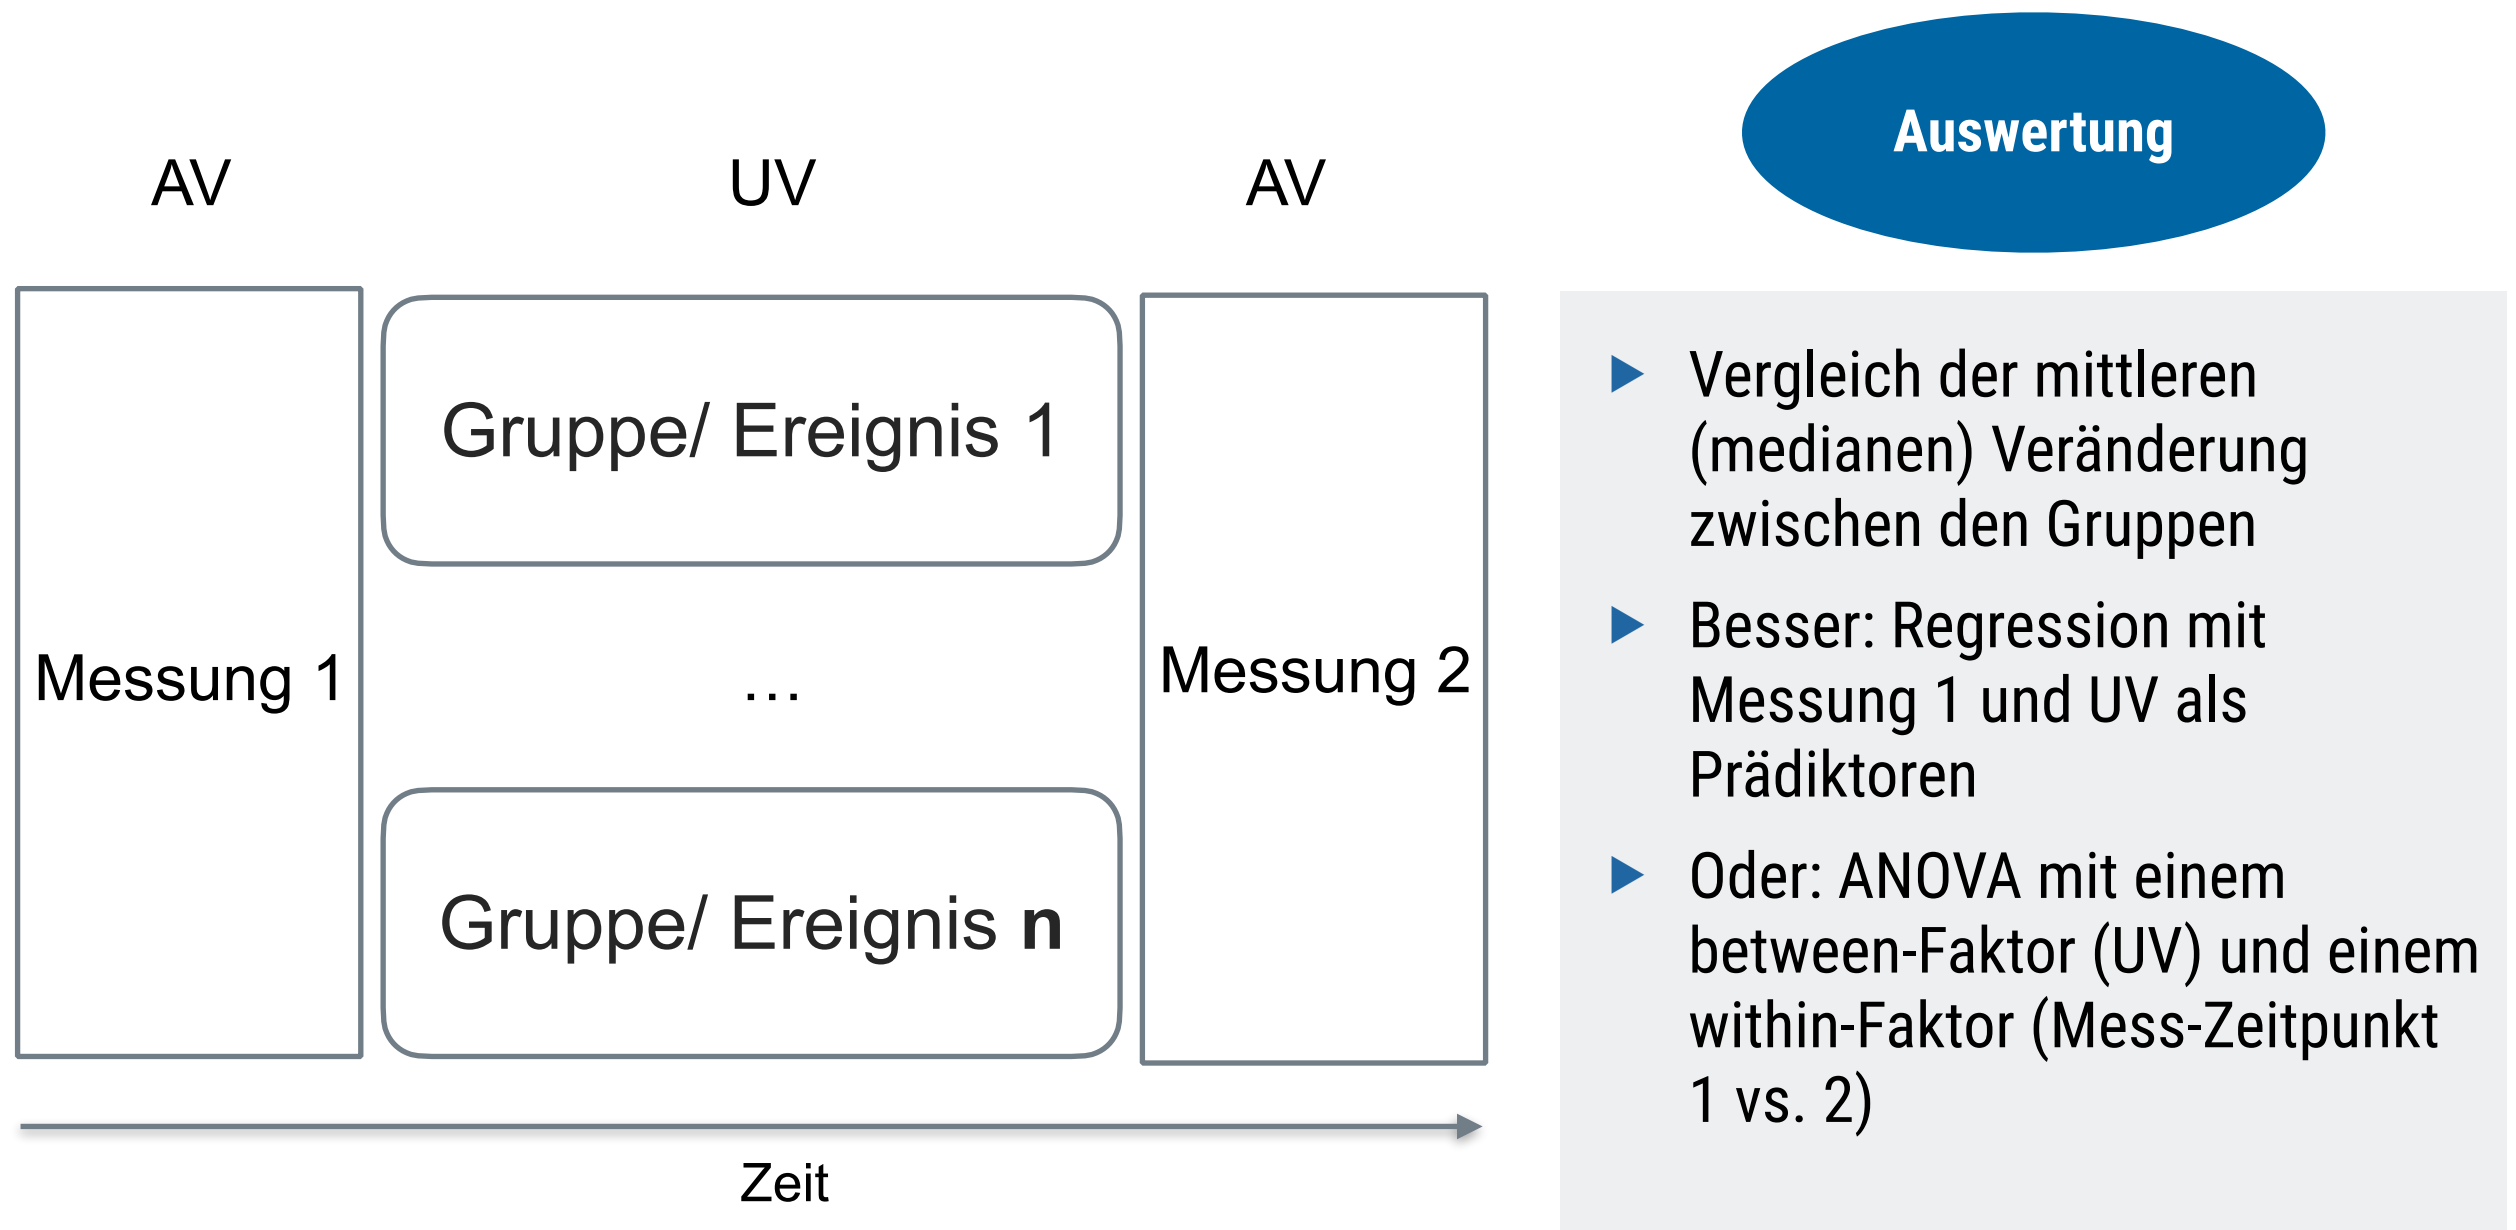 AV
UV
AV
Messung 1
Gruppe/ Ereignis 1
...
Gruppe/ Ereignis n
Messung 2
Zeit
Auswertung
Vergleich der mittleren
(medianen) Veränderung
zwischen den Gruppen
Besser: Regression mit
Messung 1 und UV als
Prädiktoren
Oder: ANOVA mit einem
between-Faktor (UV) und einem
within-Faktor (Mess-Zeitpunkt
1 vs. 2)